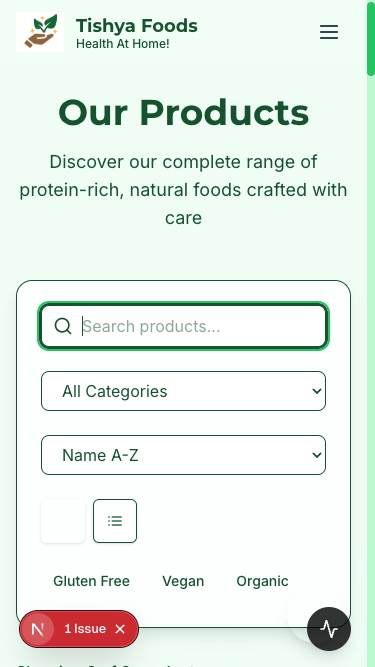 Tishya Foods
Health At Home!
Our Products
Discover our complete range of
protein-rich, natural foods crafted with
care
Search products...
All Categories
Name A-Z
Gluten Free
Vegan
Organic
N
1 Issue